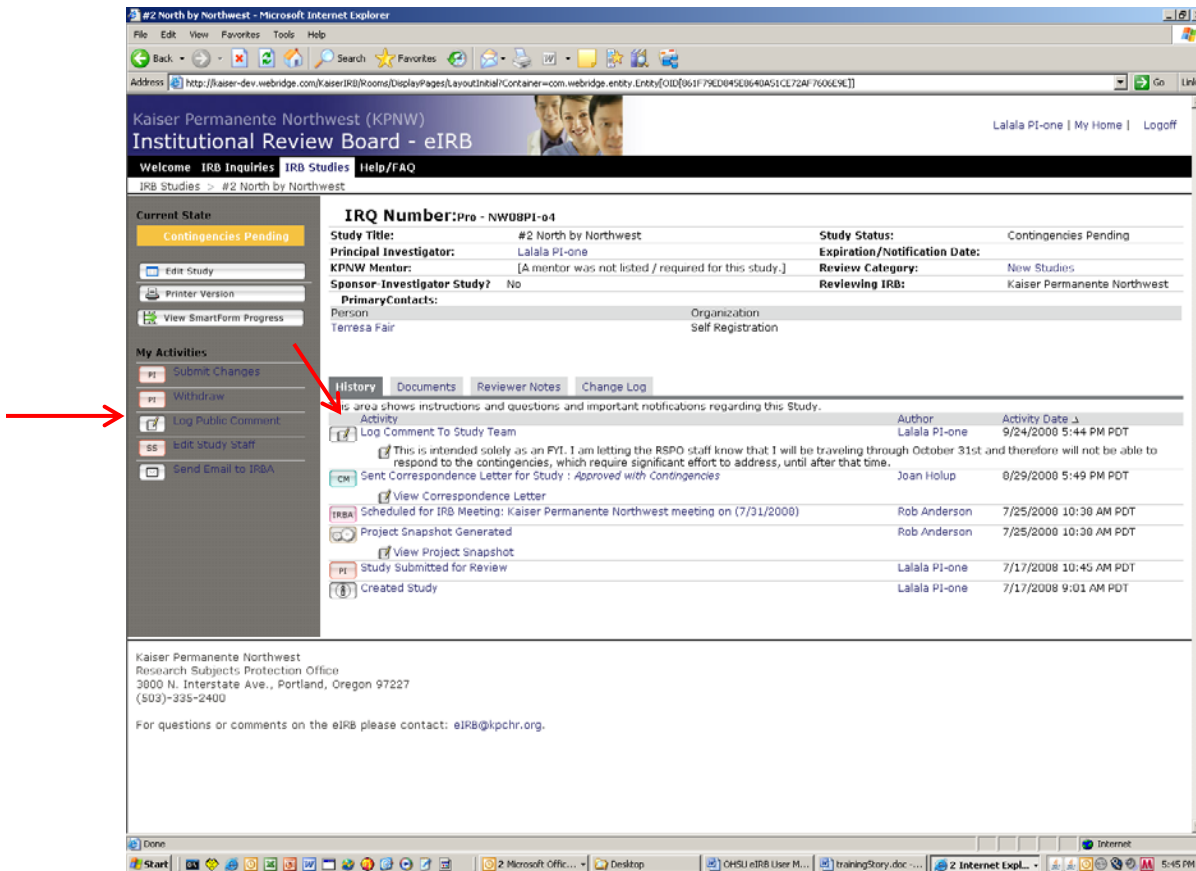 #2 North by Northwest - Microsoft Internet Explorer
File Edit View Favorites Tools Help
Back Search Favorites
Address http://kaiser-dev.webridge.com/KaiserIRB/Rooms/DisplayPages/LayoutInitial?Container=com.webridge.entity.Entity[OID[861F79ED845E8640A51CE72AF7606E9E]] Go
Kaiser Permanente Northwest (KPNW)
Institutional Review Board - eIRB
Lalala PI-one | My Home | Logoff
Welcome IRB Inquiries IRB Studies Help/FAQ
IRB Studies > #2 North by Northwest
Current State
Contingencies Pending
Edit Study
Printer Version
View SmartForm Progress
My Activities
PI Submit Changes
PI Withdraw
Log Public Comment
SS Edit Study Staff
Send Email to IRBA
IRQ Number:Pro - NW08PI-04
Study Title: #2 North by Northwest Study Status: Contingencies Pending
Principal Investigator: Lalala PI-one Expiration/Notification Date:
KPNW Mentor: [A mentor was not listed / required for this study.] Review Category: New Studies
Sponsor-Investigator Study? No Reviewing IRB: Kaiser Permanente Northwest
PrimaryContacts:
Person Organization
Terresa Fair Self Registration
History Documents Reviewer Notes Change Log
This area shows instructions and questions and important notifications regarding this Study.
Activity Author Activity Date
Log Comment To Study Team Lalala PI-one 9/24/2008 5:44 PM PDT
This is intended solely as an FYI. I am letting the RSPO staff know that I will be traveling through October 31st and therefore will not be able to
respond to the contingencies, which require significant effort to address, until after that time.
CM Sent Correspondence Letter for Study : Approved with Contingencies Joan Holup 8/29/2008 5:49 PM PDT
View Correspondence Letter
IRBA Scheduled for IRB Meeting: Kaiser Permanente Northwest meeting on (7/31/2008) Rob Anderson 7/25/2008 10:38 AM PDT
Project Snapshot Generated Rob Anderson 7/25/2008 10:38 AM PDT
View Project Snapshot
PI Study Submitted for Review Lalala PI-one 7/17/2008 10:45 AM PDT
Created Study Lalala PI-one 7/17/2008 9:01 AM PDT
Kaiser Permanente Northwest
Research Subjects Protection Office
3800 N. Interstate Ave., Portland, Oregon 97227
(503)-335-2400
For questions or comments on the eIRB please contact: eIRB@kpchr.org.
Done Internet
Start 2 Microsoft Offic... Desktop OHSU eIRB User M... trainingStory.doc -... 2 Internet Expl... 5:45 PM